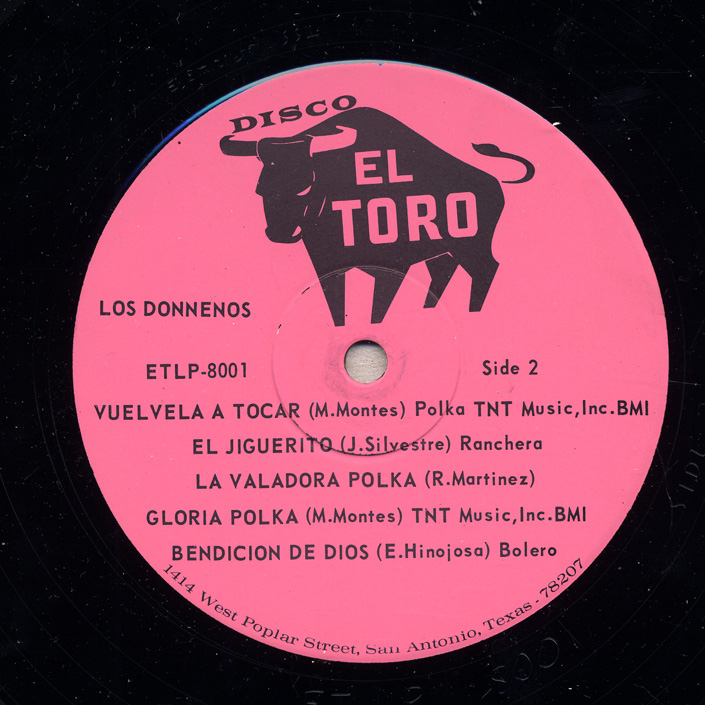 DISCO
EL
TORO
LOS DONNENOS
ETLP-8001
Side 2
VUELVELA A TOCAR (M.Montes) Polka TNT Music,Inc.BMI
EL JIGUERITO (J.Silvestre) Ranchera
LA VALADORA POLKA (R.Martinez)
GLORIA POLKA (M.Montes) TNT Music,Inc.BMI
BENDICION DE DIOS (E.Hinojosa) Bolero
1414 West Poplar Street, San Antonio, Texas - 78207